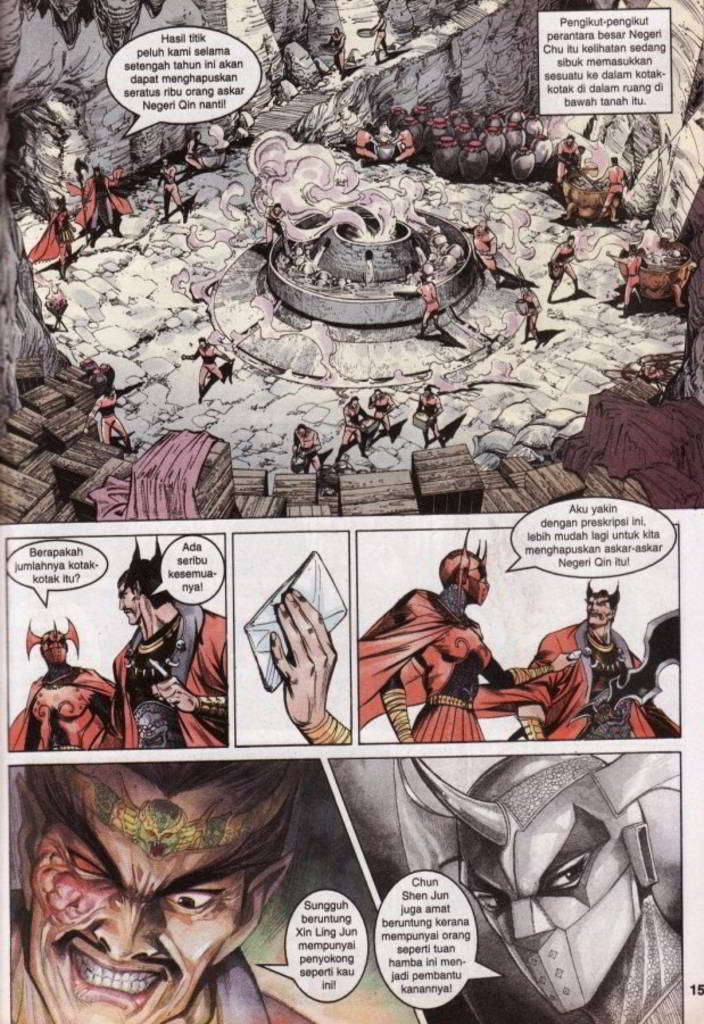 Hasil titik
peluh kami selama
setengah tahun ini akan
dapat menghapuskan
seratus ribu orang askar
Negeri Qin nanti!
Pengikut-pengikut
perantara besar Negeri
Chu itu kelihatan sedang
sibuk memasukkan
sesuatu ke dalam kotak-
kotak di dalam ruang di
bawah tanah itu.
Berapakah
jumlahnya kotak-
kotak itu?
Ada
seribu
kesemua-
nya!
Aku yakin
dengan preskripsi ini,
lebih mudah lagi untuk kita
menghapuskan askar-askar
Negeri Qin itu!
Sungguh
beruntung
Xin Ling Jun
mempunyai
penyokong
seperti kau
ini!
Chun
Shen Jun
juga amat
beruntung kerana
mempunyai orang
seperti tuan
hamba ini men-
jadi pembantu
kanannya!
15